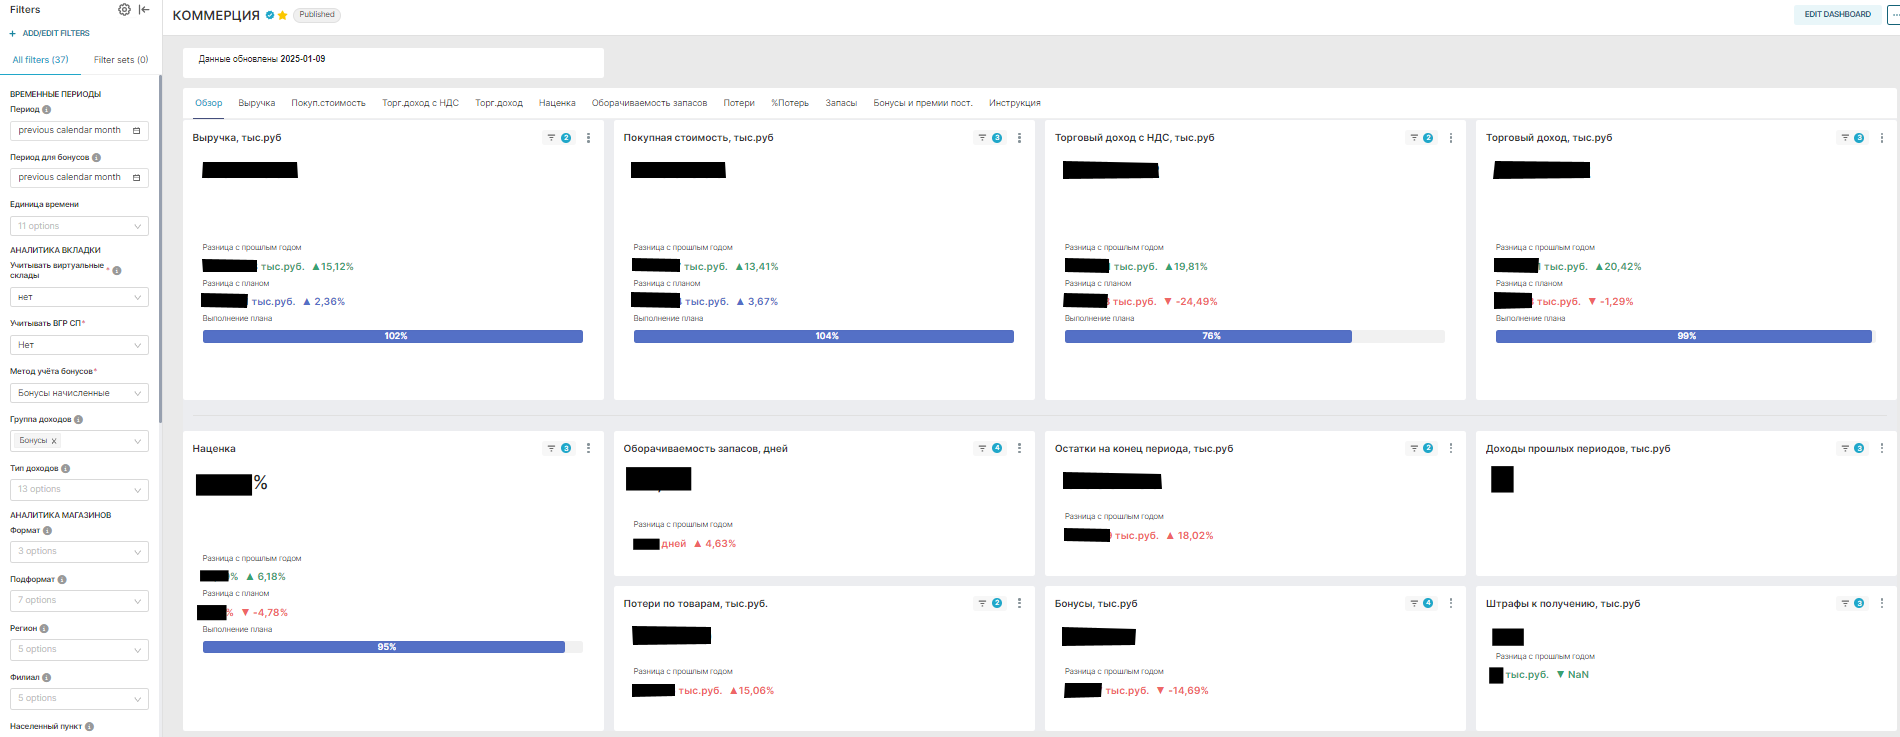 Filters
ADD/EDIT FILTERS
All filters (37) Filter sets (0)
ВРЕМЕННЫЕ ПЕРИОДЫ
Период
previous calendar month
Период для бонусов
previous calendar month
Единица времени
11 options
АНАЛИТИКА ВКЛАДКИ
Учитывать виртуальные
склады *
нет
Учитывать ВГР СП*
Нет
Метод учёта бонусов*
Бонусы начисленные
Группа доходов
Бонусы x
Тип доходов
13 options
АНАЛИТИКА МАГАЗИНОВ
Формат
3 options
Подформат
7 options
Регион
5 options
Филиал
5 options
Населенный пункт
КОММЕРЦИЯ Published
EDIT DASHBOARD ...
Данные обновлены 2025-01-09
Обзор Выручка Покуп.стоимость Торг.доход с НДС Торг.доход Наценка Оборачиваемость запасов Потери %Потерь Запасы Бонусы и премии пост. Инструкция
Выручка, тыс.руб 2
Разница с прошлым годом
тыс.руб. ▲15,12%
Разница с планом
тыс.руб. ▲ 2,36%
Выполнение плана
102%
Покупная стоимость, тыс.руб 3
Разница с прошлым годом
тыс.руб. ▲13,41%
Разница с планом
тыс.руб. ▲ 3,67%
Выполнение плана
104%
Торговый доход с НДС, тыс.руб 2
Разница с прошлым годом
тыс.руб. ▲19,81%
Разница с планом
тыс.руб. ▼ -24,49%
Выполнение плана
76%
Торговый доход, тыс.руб 3
Разница с прошлым годом
тыс.руб. ▲20,42%
Разница с планом
тыс.руб. ▼ -1,29%
Выполнение плана
99%
Наценка 3
%
Разница с прошлым годом
% ▲ 6,18%
Разница с планом
% ▼ -4,78%
Выполнение плана
95%
Оборачиваемость запасов, дней 4
Разница с прошлым годом
дней ▲ 4,63%
Остатки на конец периода, тыс.руб 2
Разница с прошлым годом
тыс.руб. ▲ 18,02%
Доходы прошлых периодов, тыс.руб 3
Потери по товарам, тыс.руб. 2
Разница с прошлым годом
тыс.руб. ▲15,06%
Бонусы, тыс.руб 4
Разница с прошлым годом
тыс.руб. ▼ -14,69%
Штрафы к получению, тыс.руб 3
Разница с прошлым годом
тыс.руб. ▼ NaN